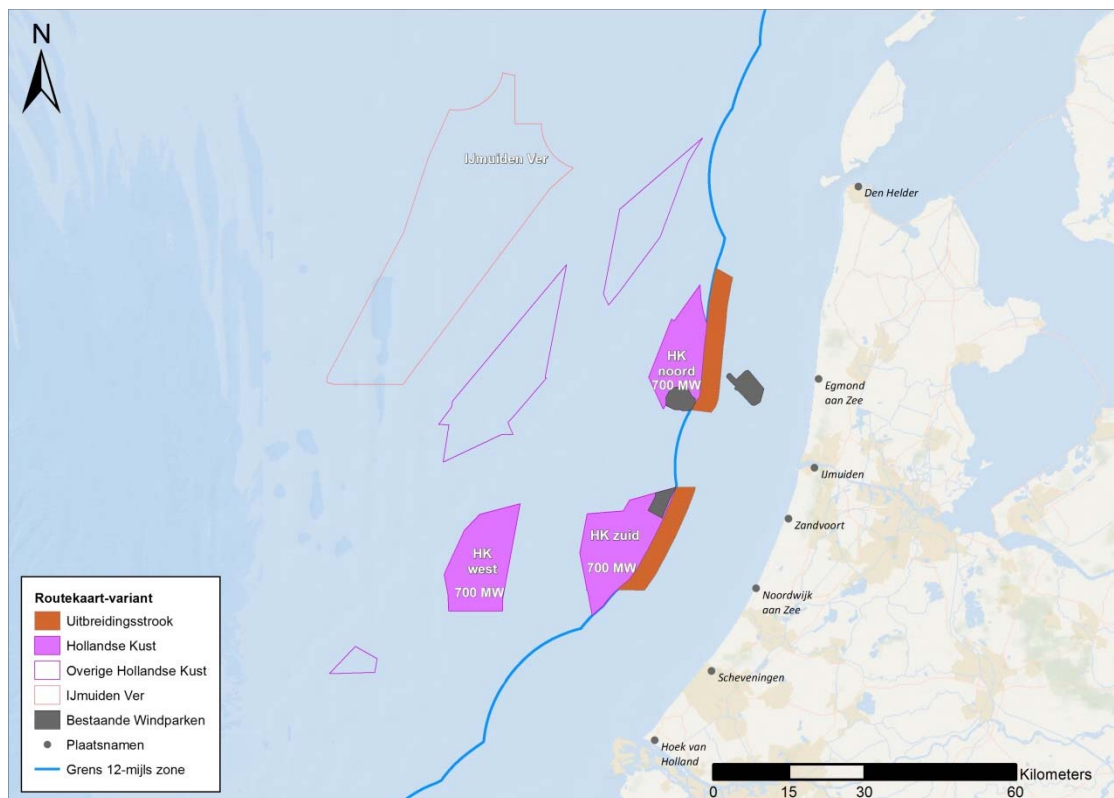 N
IJmuiden Ver
Den Helder
HK
noord
700 MW
Egmond
aan Zee
IJmuiden
Zandvoort
HK zuid
700 MW
HK
west
700 MW
Noordwijk
aan Zee
Scheveningen
Hoek van
Holland
Routekaart-variant
Uitbreidingsstrook
Hollandse Kust
Overige Hollandse Kust
IJmuiden Ver
Bestaande Windparken
Plaatsnamen
Grens 12-mijls zone
Kilometers
0 15 30 60